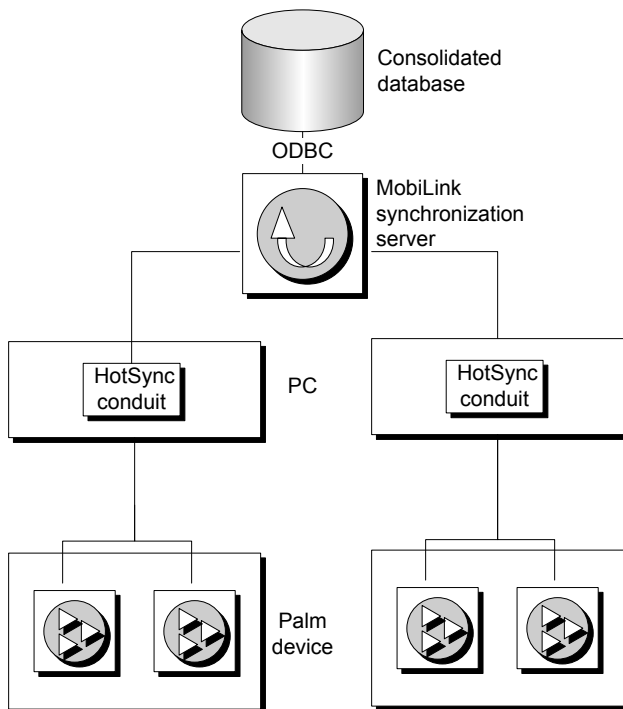 Consolidated
database
ODBC
MobiLink
synchronization
server
HotSync
conduit
PC
HotSync
conduit
Palm
device